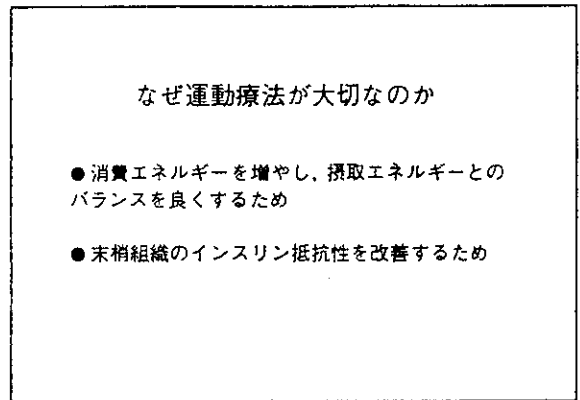 なぜ運動療法が大切なのか
●消費エネルギーを増やし，摂取エネルギーとの
バランスを良くするため
●末梢組織のインスリン抵抗性を改善するため